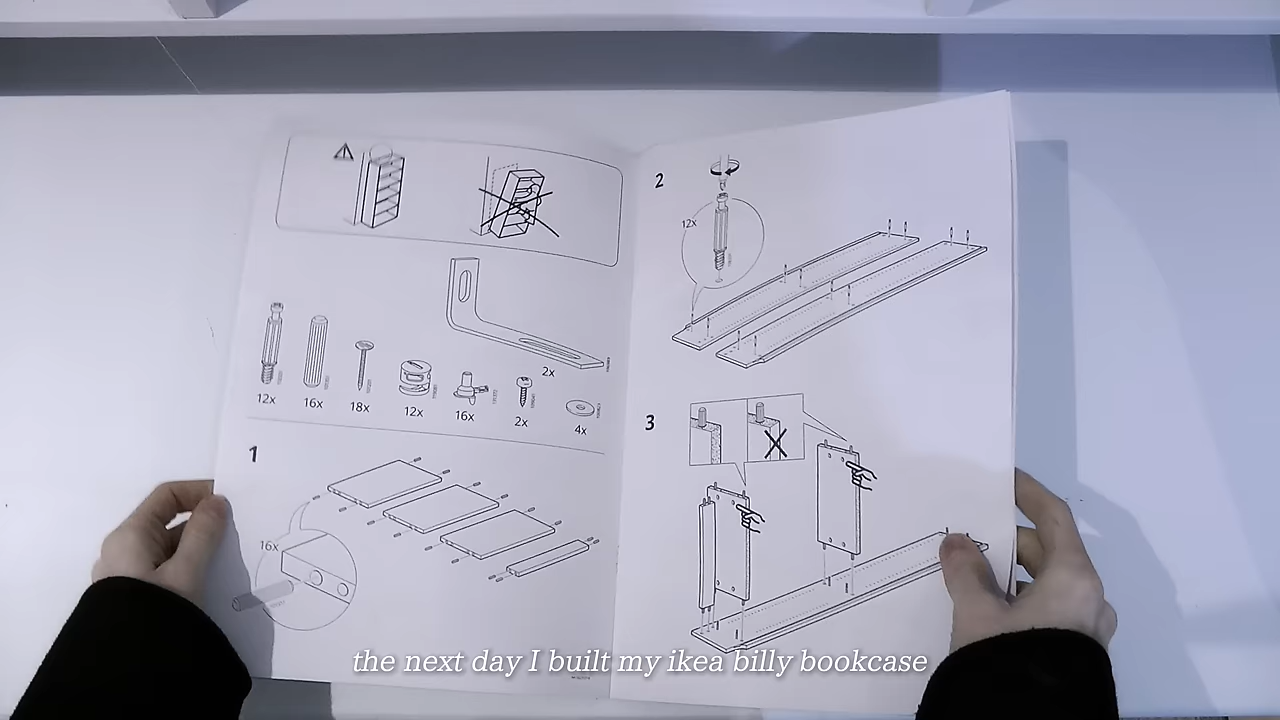 12x
16x
18x
12x
16x
2x
2x
4x
1
16x
2
12x
3
the next day I built my ikea billy bookcase